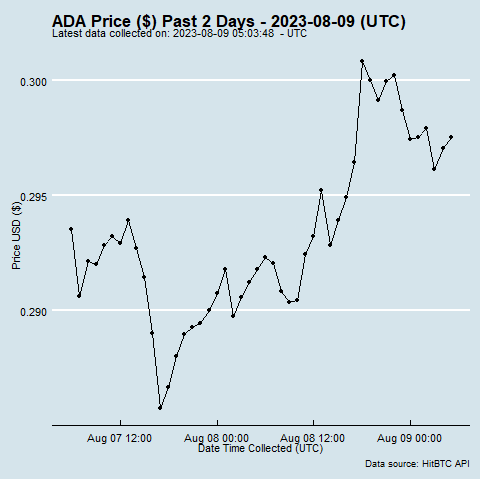 ADA Price ($) Past 2 Days - 2023-08-09 (UTC)
Latest data collected on: 2023-08-09 05:03:48 - UTC
0.300
0.295
0.290
Price USD ($)
Aug 07 12:00 Aug 08 00:00 Aug 08 12:00 Aug 09 00:00
Date Time Collected (UTC)
Data source: HitBTC API